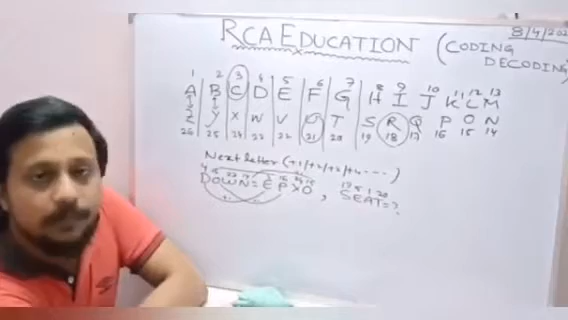 8/4/202
RCA EDUCATION (CODING DECODING)
1 2 3 4 5 6 7 8 9 10 11 12 13
A B C D E F G H I J K L M
Z Y X W V U T S R Q P O N
26 25 24 23 22 21 20 19 18 17 16 15 14
Next letter (+1/+2/+3/+4 ....)
DOWN = EPXO, SEAT = ?